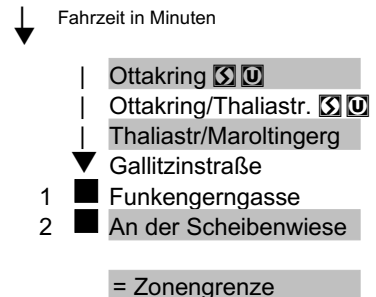 Fahrzeit in Minuten
| Ottakring S U
| Ottakring/Thaliastr. S U
| Thaliastr/Maroltingerg
Gallitzinstraße
1 Funkengerngasse
2 An der Scheibenwiese
= Zonengrenze